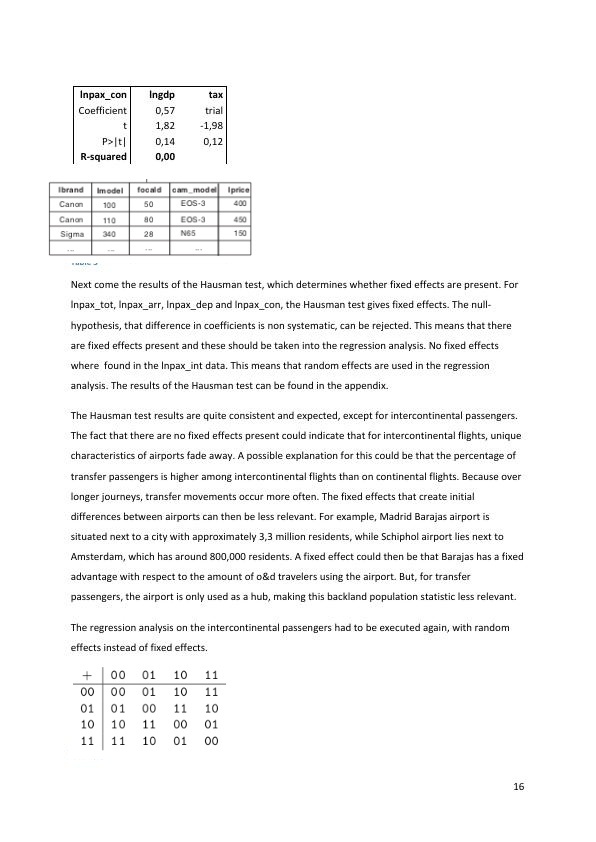 lnpax_con lngdp tax
Coefficient 0,57 trial
t 1,82 -1,98
P>|t| 0,14 0,12
R-squared 0,00
lbrand lmodel focald cam_model lprice
Canon 100 50 EOS-3 400
Canon 110 80 EOS-3 450
Sigma 340 28 N65 150
... ... ... ...
Next come the results of the Hausman test, which determines whether fixed effects are present. For
lnpax_tot, lnpax_arr, lnpax_dep and lnpax_con, the Hausman test gives fixed effects. The null-
hypothesis, that difference in coefficients is non systematic, can be rejected. This means that there
are fixed effects present and these should be taken into the regression analysis. No fixed effects
where found in the lnpax_int data. This means that random effects are used in the regression
analysis. The results of the Hausman test can be found in the appendix.
The Hausman test results are quite consistent and expected, except for intercontinental passengers.
The fact that there are no fixed effects present could indicate that for intercontinental flights, unique
characteristics of airports fade away. A possible explanation for this could be that the percentage of
transfer passengers is higher among intercontinental flights than on continental flights. Because over
longer journeys, transfer movements occur more often. The fixed effects that create initial
differences between airports can then be less relevant. For example, Madrid Barajas airport is
situated next to a city with approximately 3,3 million residents, while Schiphol airport lies next to
Amsterdam, which has around 800,000 residents. A fixed effect could then be that Barajas has a fixed
advantage with respect to the amount of o&d travelers using the airport. But, for transfer
passengers, the airport is only used as a hub, making this backland population statistic less relevant.
The regression analysis on the intercontinental passengers had to be executed again, with random
effects instead of fixed effects.
+ 00 01 10 11
00 00 01 10 11
01 01 00 11 10
10 10 11 00 01
11 11 10 01 00
16